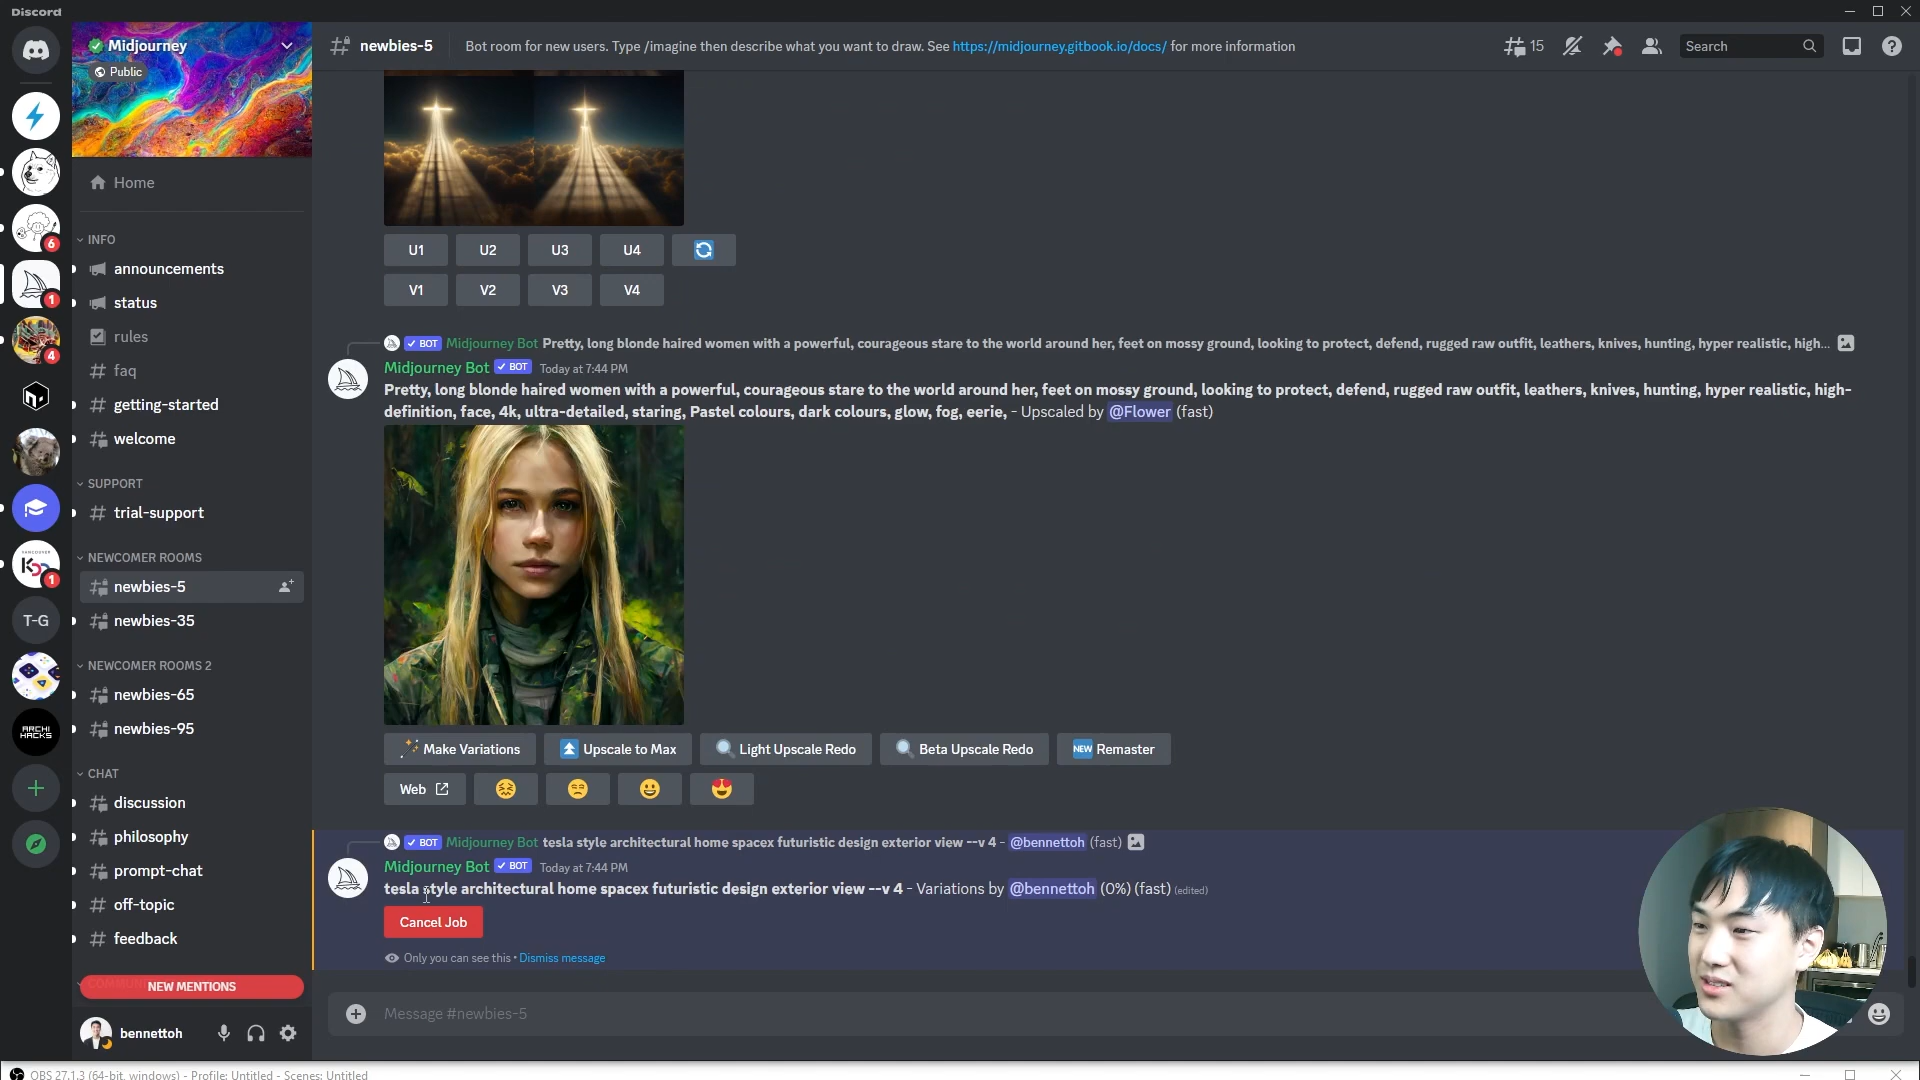 Discord
Midjourney
Public
newbies-5
Bot room for new users. Type /imagine then describe what you want to draw. See https://midjourney.gitbook.io/docs/ for more information
15
Search
Home
INFO
announcements
status
rules
faq
getting-started
welcome
SUPPORT
trial-support
NEWCOMER ROOMS
newbies-5
newbies-35
NEWCOMER ROOMS 2
newbies-65
newbies-95
CHAT
discussion
philosophy
prompt-chat
off-topic
feedback
NEW MENTIONS
bennettoh
6
1
4
1
T-G
ARCHI
HACKS
U1
U2
U3
U4
V1
V2
V3
V4
BOT Midjourney Bot Pretty, long blonde haired women with a powerful, courageous stare to the world around her, feet on mossy ground, looking to protect, defend, rugged raw outfit, leathers, knives, hunting, hyper realistic, high...
Midjourney Bot BOT Today at 7:44 PM
Pretty, long blonde haired women with a powerful, courageous stare to the world around her, feet on mossy ground, looking to protect, defend, rugged raw outfit, leathers, knives, hunting, hyper realistic, high-
definition, face, 4k, ultra-detailed, staring, Pastel colours, dark colours, glow, fog, eerie, - Upscaled by @Flower (fast)
Make Variations
Upscale to Max
Light Upscale Redo
Beta Upscale Redo
NEW Remaster
Web
BOT Midjourney Bot tesla style architectural home spacex futuristic design exterior view --v 4 - @bennettoh (fast)
Midjourney Bot BOT Today at 7:44 PM
tesla style architectural home spacex futuristic design exterior view --v 4 - Variations by @bennettoh (0%) (fast) (edited)
Cancel Job
Only you can see this • Dismiss message
Message #newbies-5
OBS 27.1.3 (64-bit, windows) - Profile: Untitled - Scenes: Untitled